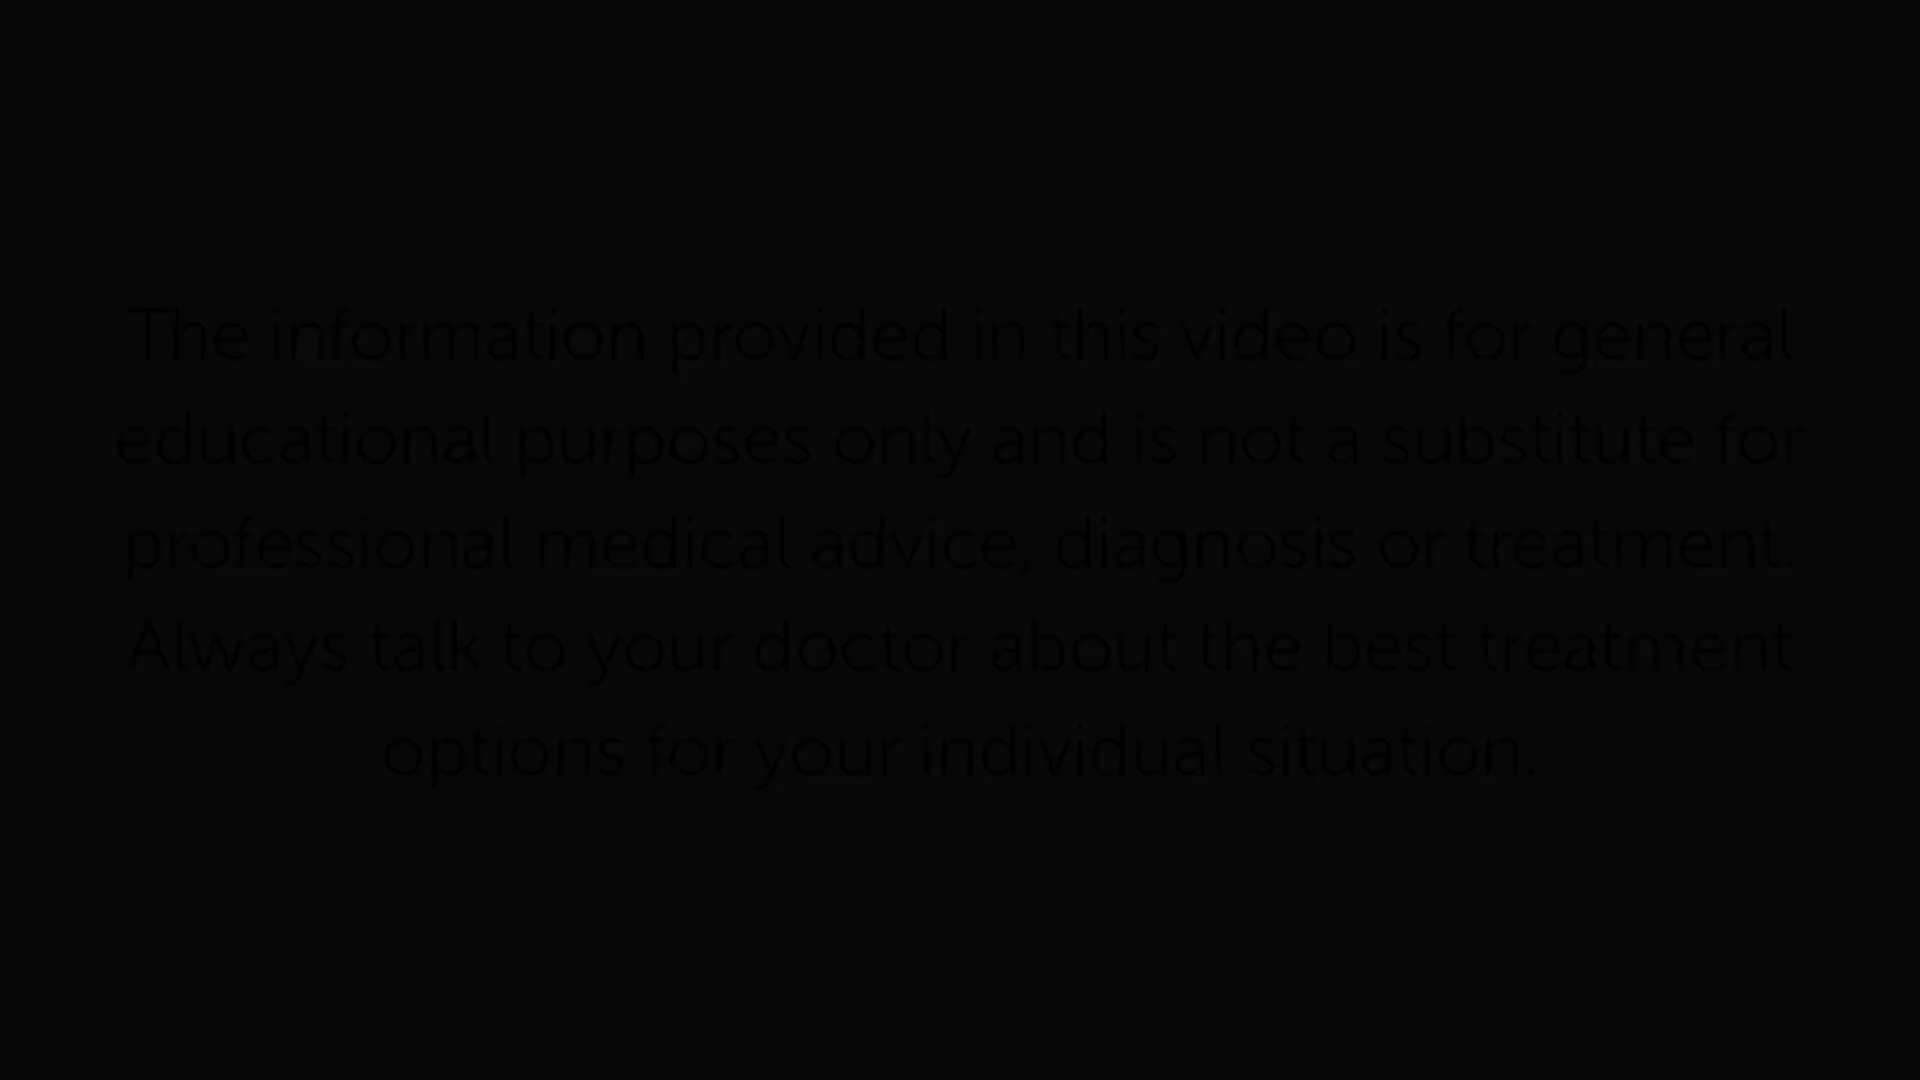 The information provided in this video is for general
educational purposes only and is not a substitute for
professional medical advice, diagnosis or treatment.
Always talk to your doctor about the best treatment
options for your individual situation.